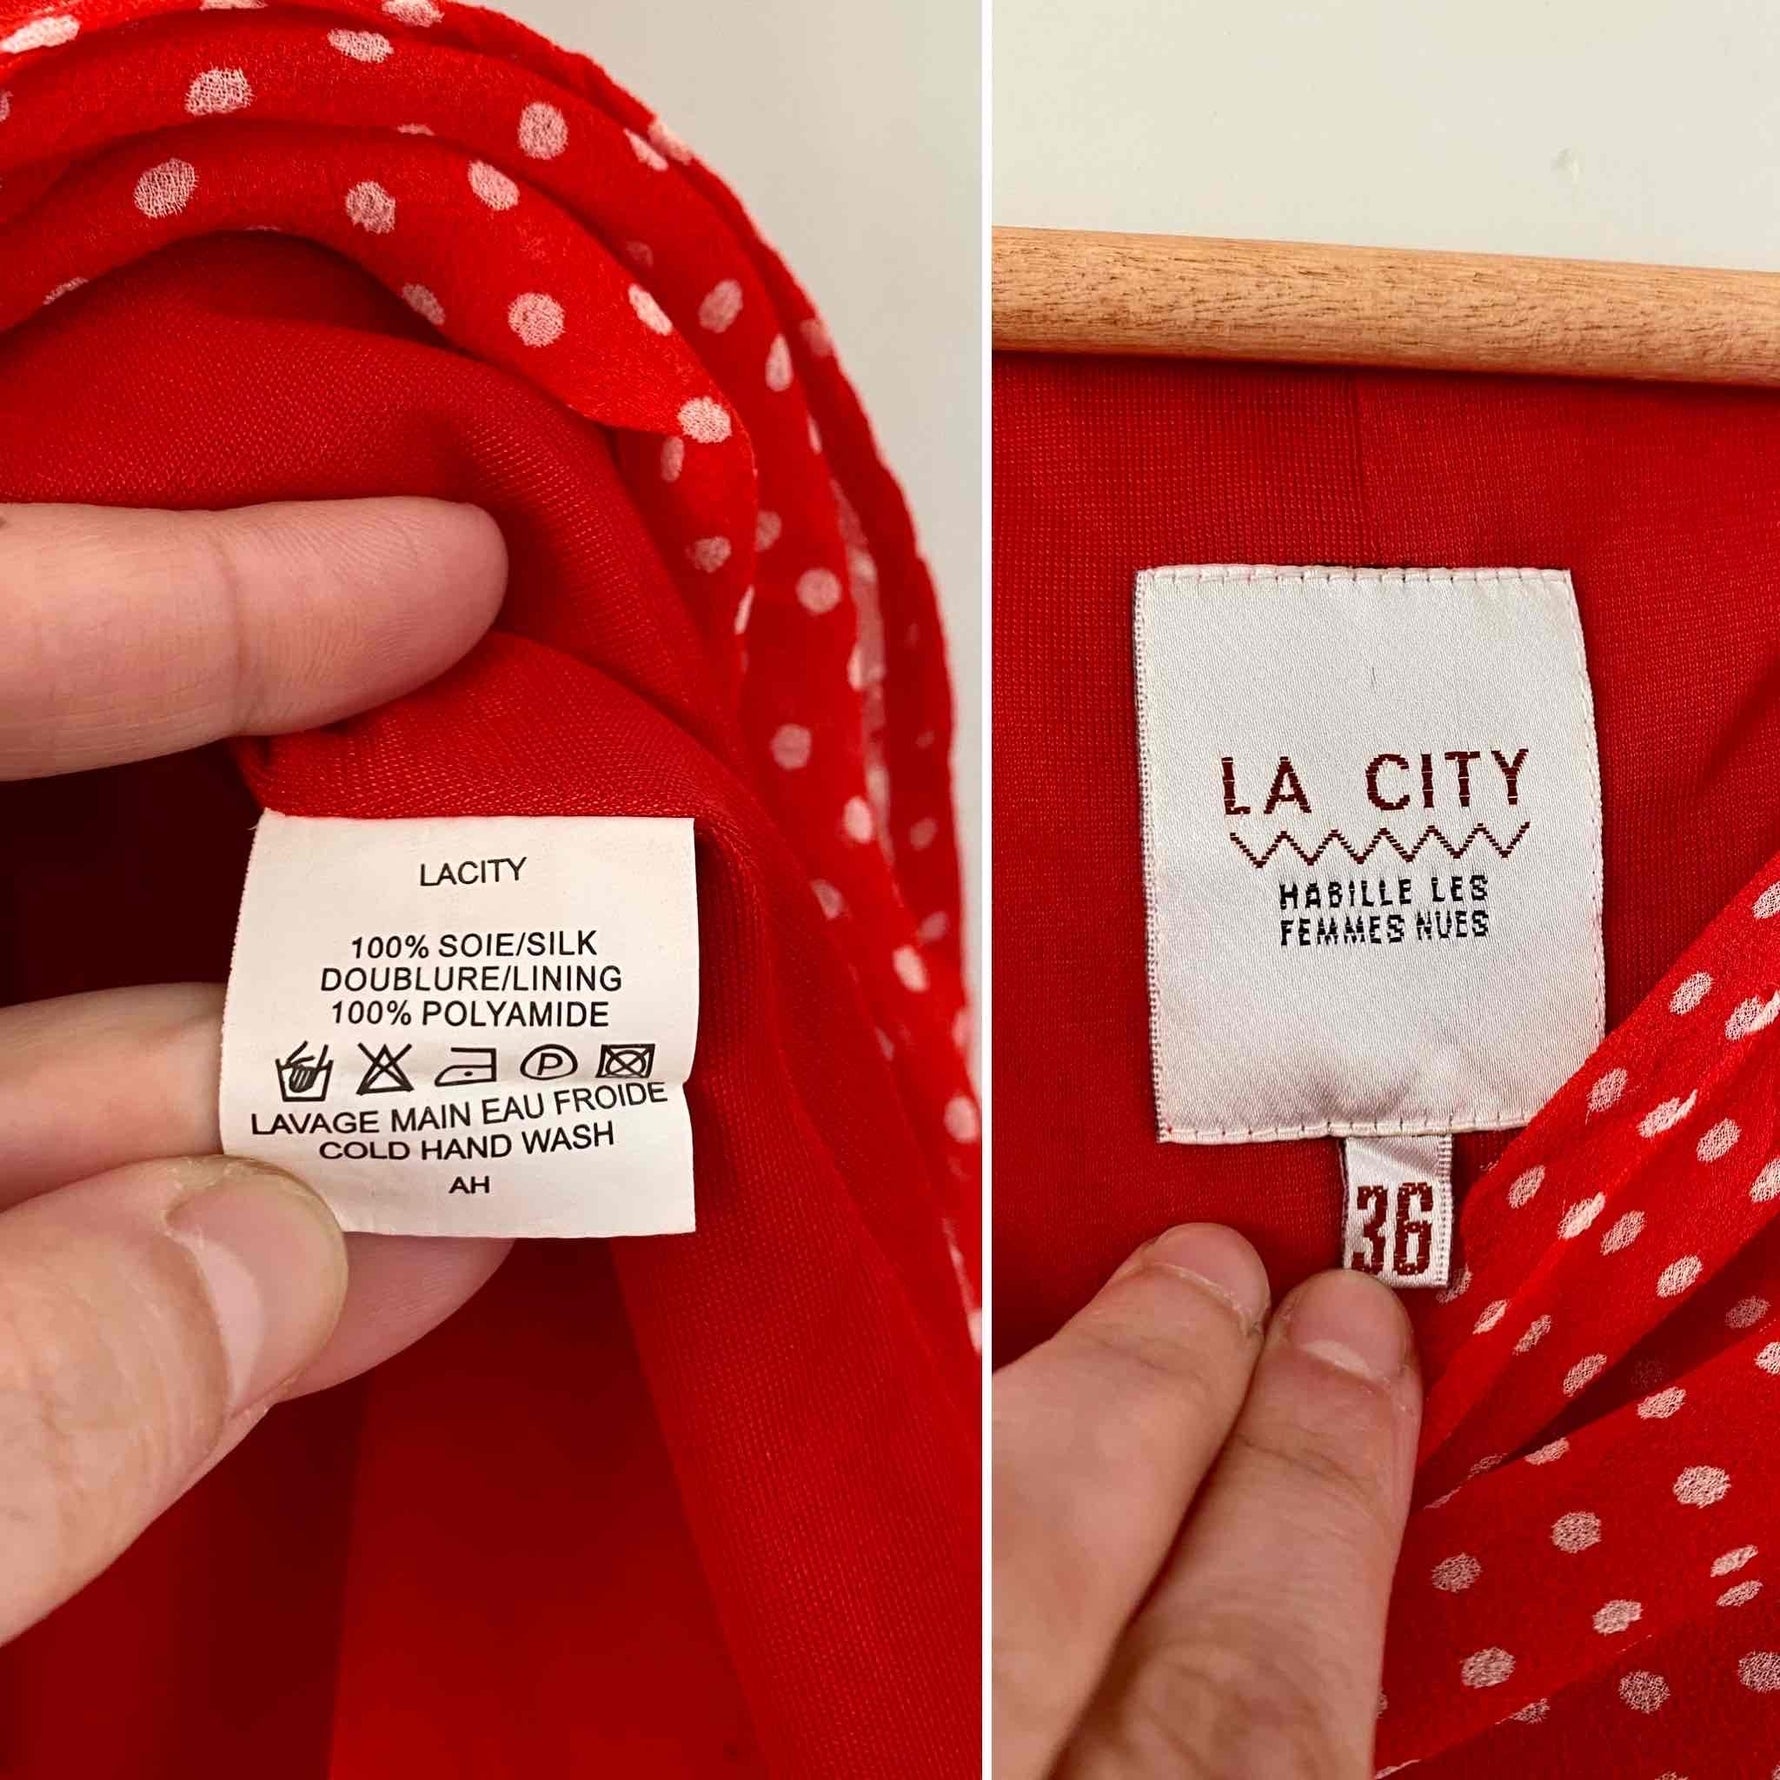 LACITY
100% SOIE/SILK
DOUBLURE/LINING
100% POLYAMIDE
P
LAVAGE MAIN EAU FROIDE
COLD HAND WASH
AH
LA CITY
HABILLE LES
FEMMES NUES
36